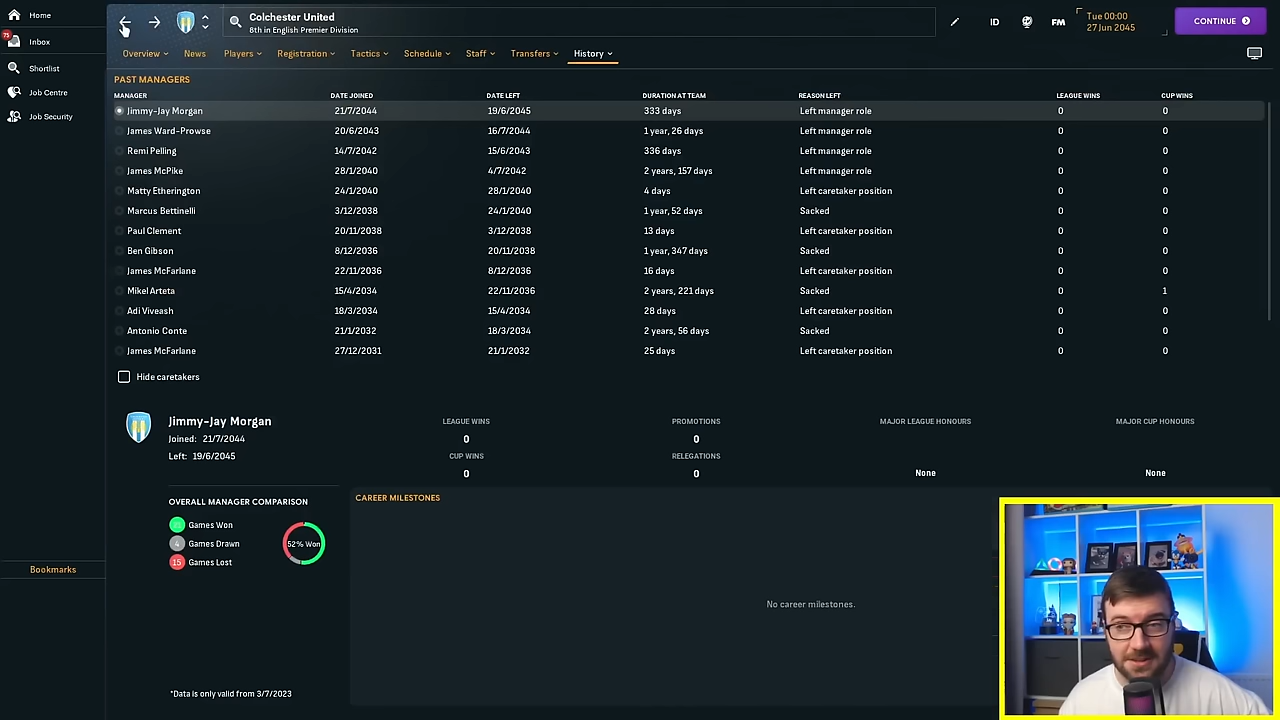 Home
Inbox
75
Shortlist
Job Centre
Job Security
Bookmarks
Colchester United
8th in English Premier Division
ID
FM
Tue 00:00
27 Jun 2045
CONTINUE
Overview News Players Registration Tactics Schedule Staff Transfers History
PAST MANAGERS
MANAGER DATE JOINED DATE LEFT DURATION AT TEAM REASON LEFT LEAGUE WINS CUP WINS
Jimmy-Jay Morgan 21/7/2044 19/6/2045 333 days Left manager role 0 0
James Ward-Prowse 20/6/2043 16/7/2044 1 year, 26 days Left manager role 0 0
Remi Pelling 14/7/2042 15/6/2043 336 days Left manager role 0 0
James McPike 28/1/2040 4/7/2042 2 years, 157 days Left manager role 0 0
Matty Etherington 24/1/2040 28/1/2040 4 days Left caretaker position 0 0
Marcus Bettinelli 3/12/2038 24/1/2040 1 year, 52 days Sacked 0 0
Paul Clement 20/11/2038 3/12/2038 13 days Left caretaker position 0 0
Ben Gibson 8/12/2036 20/11/2038 1 year, 347 days Sacked 0 0
James McFarlane 22/11/2036 8/12/2036 16 days Left caretaker position 0 0
Mikel Arteta 15/4/2034 22/11/2036 2 years, 221 days Sacked 0 1
Adi Viveash 18/3/2034 15/4/2034 28 days Left caretaker position 0 0
Antonio Conte 21/1/2032 18/3/2034 2 years, 56 days Sacked 0 0
James McFarlane 27/12/2031 21/1/2032 25 days Left caretaker position 0 0
Hide caretakers
Jimmy-Jay Morgan
Joined: 21/7/2044
Left: 19/6/2045
LEAGUE WINS PROMOTIONS MAJOR LEAGUE HONOURS MAJOR CUP HONOURS
0 0
CUP WINS RELEGATIONS
0 0 None None
OVERALL MANAGER COMPARISON
Games Won
4 Games Drawn
15 Games Lost
52% Won
CAREER MILESTONES
No career milestones.
*Data is only valid from 3/7/2023